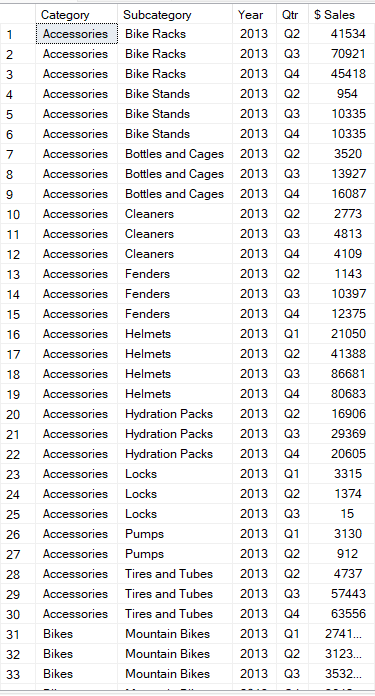 Category Subcategory Year Qtr $ Sales
1 Accessories Bike Racks 2013 Q2 41534
2 Accessories Bike Racks 2013 Q3 70921
3 Accessories Bike Racks 2013 Q4 45418
4 Accessories Bike Stands 2013 Q2 954
5 Accessories Bike Stands 2013 Q3 10335
6 Accessories Bike Stands 2013 Q4 10335
7 Accessories Bottles and Cages 2013 Q2 3520
8 Accessories Bottles and Cages 2013 Q3 13927
9 Accessories Bottles and Cages 2013 Q4 16087
10 Accessories Cleaners 2013 Q2 2773
11 Accessories Cleaners 2013 Q3 4813
12 Accessories Cleaners 2013 Q4 4109
13 Accessories Fenders 2013 Q2 1143
14 Accessories Fenders 2013 Q3 10397
15 Accessories Fenders 2013 Q4 12375
16 Accessories Helmets 2013 Q1 21050
17 Accessories Helmets 2013 Q2 41388
18 Accessories Helmets 2013 Q3 86681
19 Accessories Helmets 2013 Q4 80683
20 Accessories Hydration Packs 2013 Q2 16906
21 Accessories Hydration Packs 2013 Q3 29369
22 Accessories Hydration Packs 2013 Q4 20605
23 Accessories Locks 2013 Q1 3315
24 Accessories Locks 2013 Q2 1374
25 Accessories Locks 2013 Q3 15
26 Accessories Pumps 2013 Q1 3130
27 Accessories Pumps 2013 Q2 912
28 Accessories Tires and Tubes 2013 Q2 4737
29 Accessories Tires and Tubes 2013 Q3 57443
30 Accessories Tires and Tubes 2013 Q4 63556
31 Bikes Mountain Bikes 2013 Q1 2741...
32 Bikes Mountain Bikes 2013 Q2 3123...
33 Bikes Mountain Bikes 2013 Q3 3532...